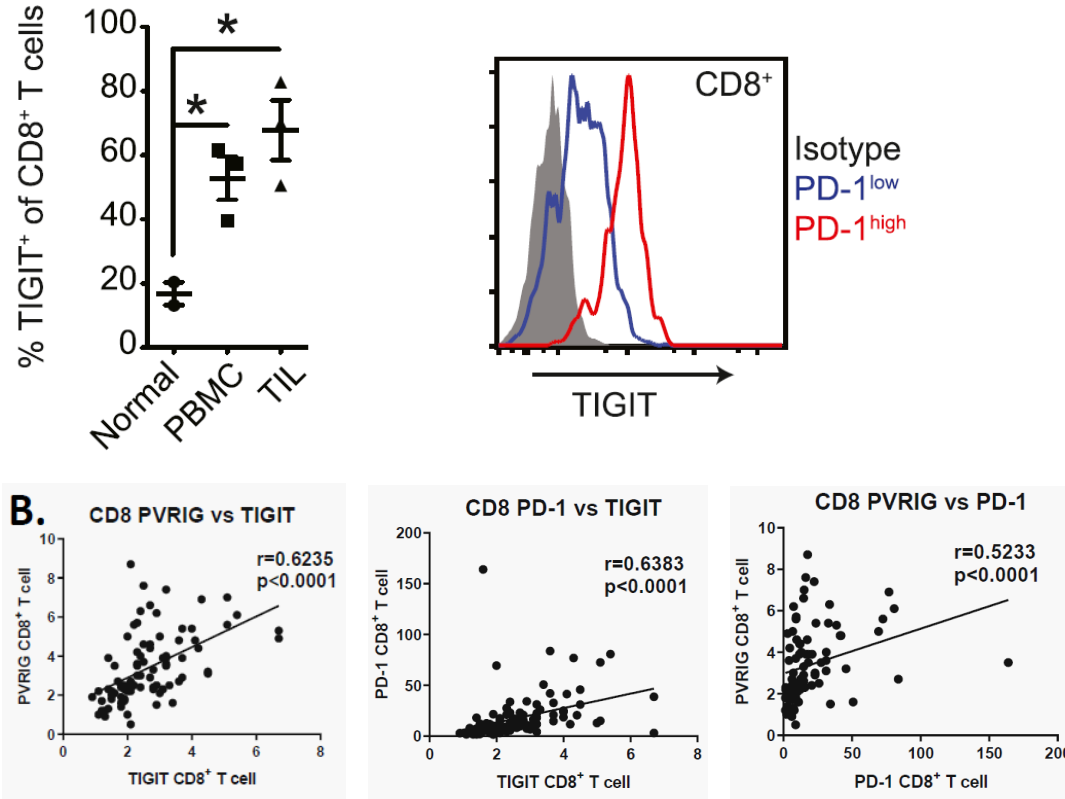 % TIGIT⁺ of CD8⁺ T cells
100
80
60
40
20
0
*
*
Normal
PBMC
TIL
CD8⁺
Isotype
PD-1ˡᵒʷ
PD-1ʰⁱᵍʰ
TIGIT
B.
CD8 PVRIG vs TIGIT
r=0.6235
p<0.0001
PVRIG CD8⁺ T cell
10
8
6
4
2
0
0 2 4 6 8
TIGIT CD8⁺ T cell
CD8 PD-1 vs TIGIT
r=0.6383
p<0.0001
PD-1 CD8⁺ T cell
200
150
100
50
0
0 2 4 6 8
TIGIT CD8⁺ T cell
CD8 PVRIG vs PD-1
r=0.5233
p<0.0001
PVRIG CD8⁺ T cell
10
8
6
4
2
0
0 50 100 150 200
PD-1 CD8⁺ T cell